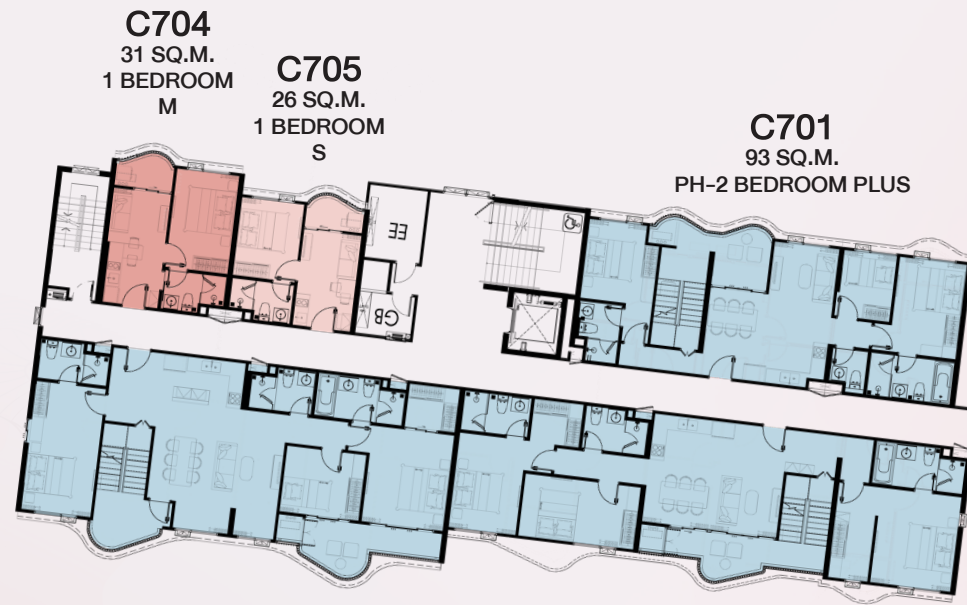 C704
31 SQ.M.
1 BEDROOM
M
C705
26 SQ.M.
1 BEDROOM
S
C701
93 SQ.M.
PH-2 BEDROOM PLUS
EE
GB